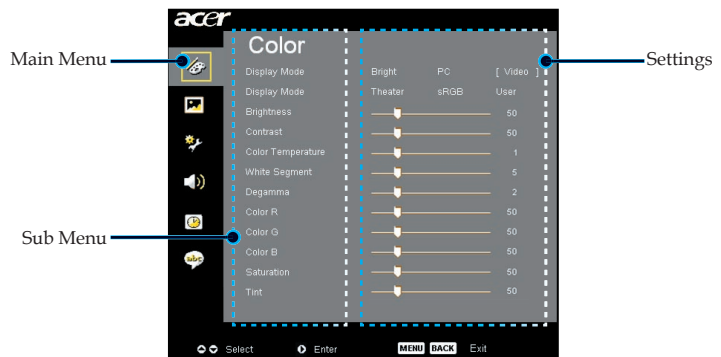 acer
Color
Main Menu
Settings
Display Mode Bright PC [ Video ]
Display Mode Theater sRGB User
Brightness 50
Contrast 50
Color Temperature 1
White Segment 5
Degamma 2
Color R 50
Sub Menu
Color G 50
Color B 50
abc
Saturation 50
Tint 50
Select Enter MENU BACK Exit